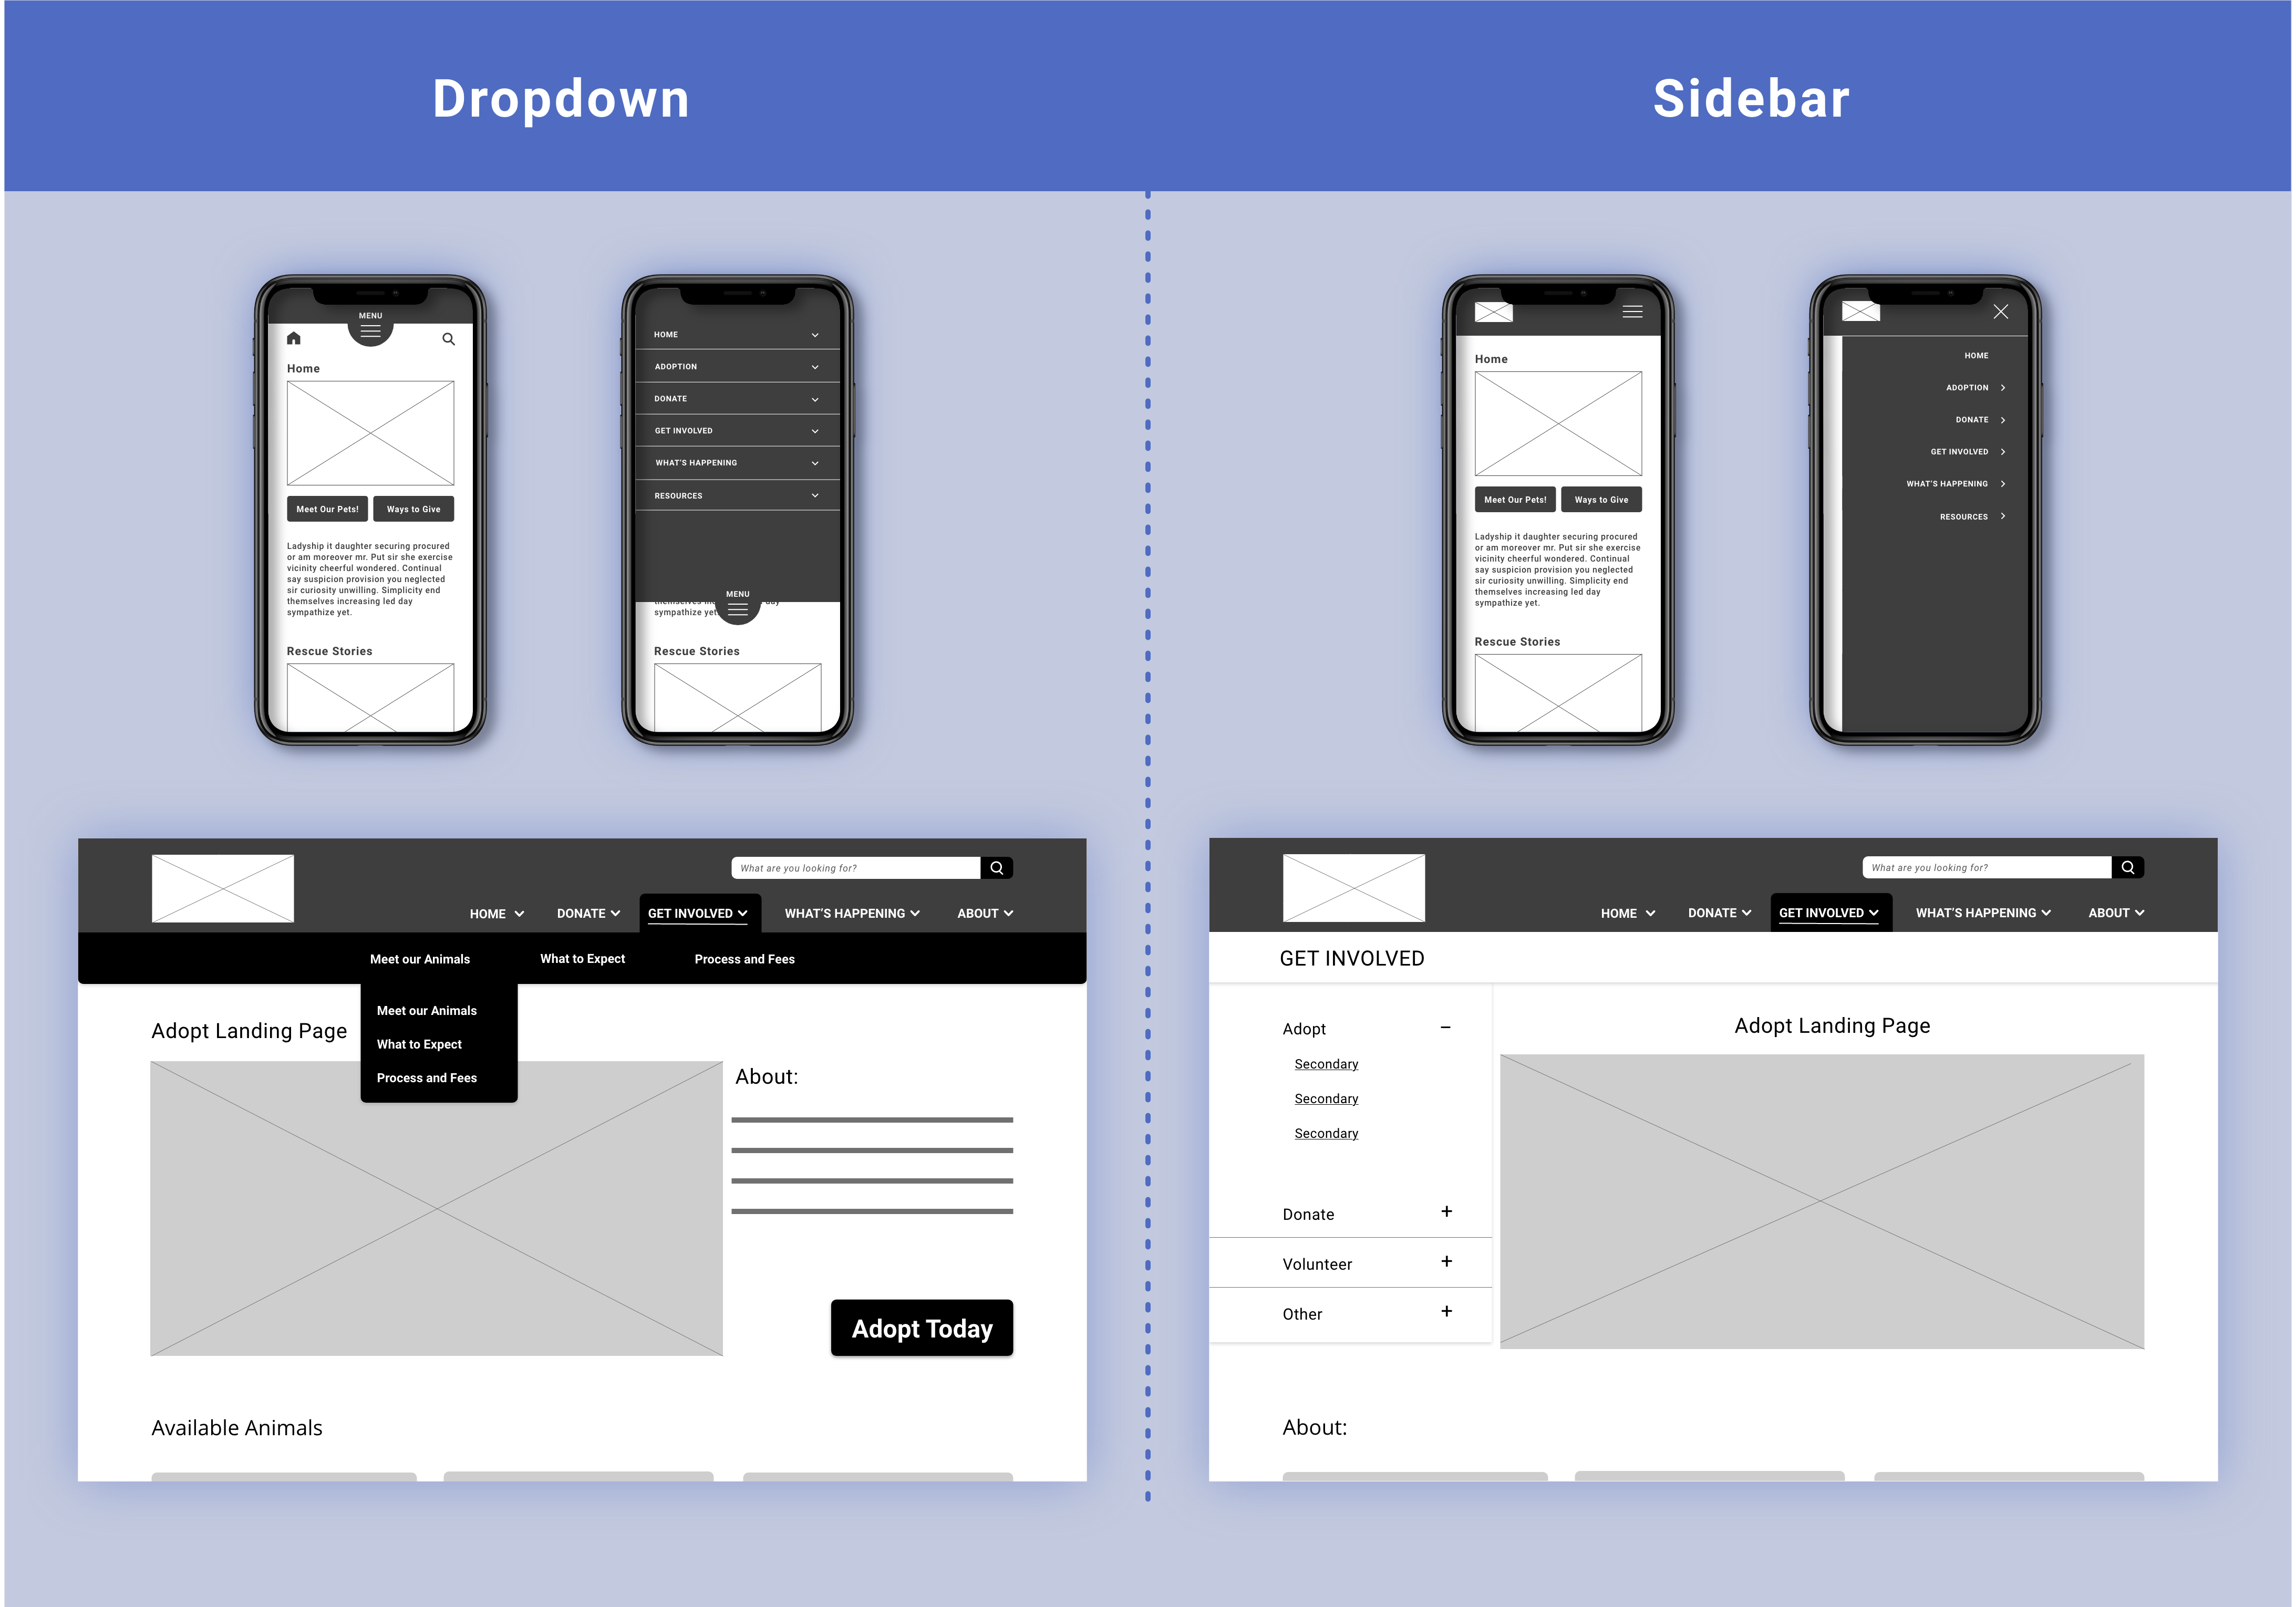 Dropdown
Sidebar
MENU
Home
Meet Our Pets!
Ways to Give
Ladyship it daughter securing procured
or am moreover mr. Put sir she exercise
vicinity cheerful wondered. Continual
say suspicion provision you neglected
sir curiosity unwilling. Simplicity end
themselves increasing led day
sympathize yet.
Rescue Stories
HOME
ADOPTION
DONATE
GET INVOLVED
WHAT'S HAPPENING
RESOURCES
MENU
sympathize yet.
Rescue Stories
Home
Meet Our Pets!
Ways to Give
Ladyship it daughter securing procured
or am moreover mr. Put sir she exercise
vicinity cheerful wondered. Continual
say suspicion provision you neglected
sir curiosity unwilling. Simplicity end
themselves increasing led day
sympathize yet.
Rescue Stories
HOME
ADOPTION
DONATE
GET INVOLVED
WHAT'S HAPPENING
RESOURCES
What are you looking for?
HOME DONATE GET INVOLVED WHAT'S HAPPENING ABOUT
Meet our Animals What to Expect Process and Fees
Meet our Animals
What to Expect
Process and Fees
Adopt Landing Page
About:
Adopt Today
Available Animals
What are you looking for?
HOME DONATE GET INVOLVED WHAT'S HAPPENING ABOUT
GET INVOLVED
Adopt
Secondary
Secondary
Secondary
Donate
Volunteer
Other
Adopt Landing Page
About: